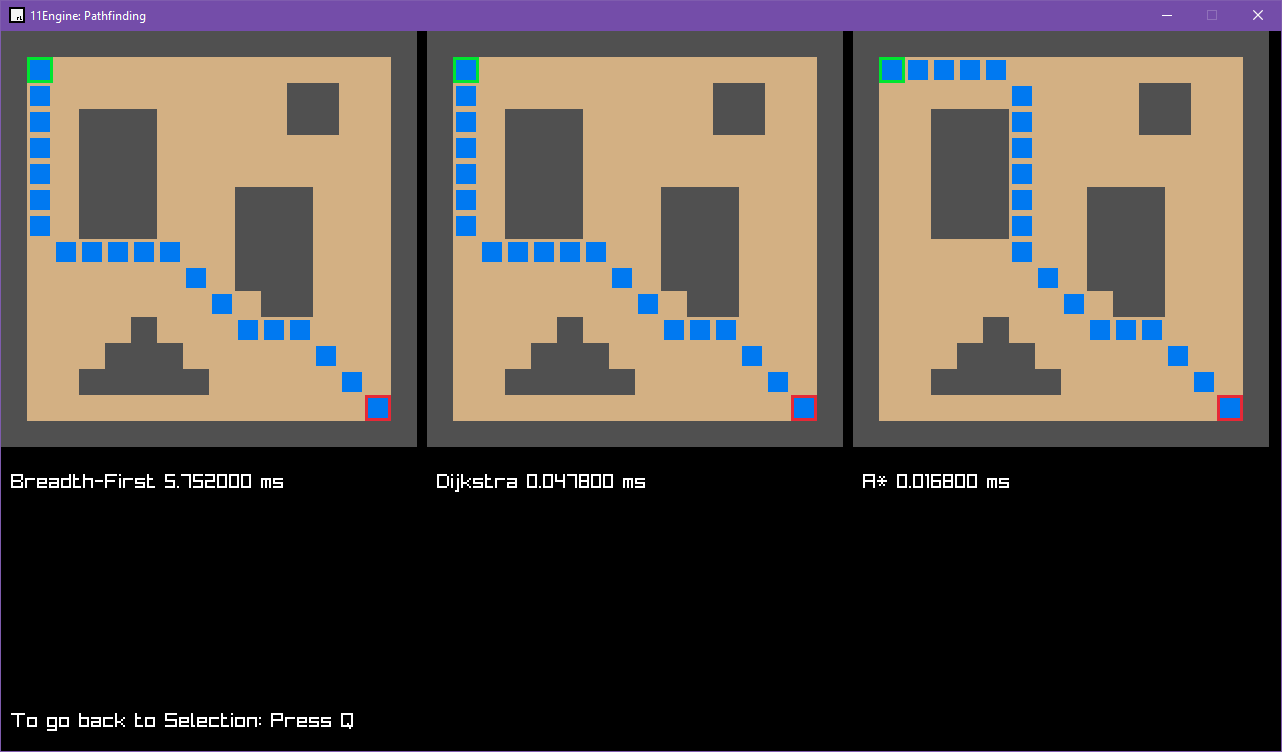 11Engine: Pathfinding
Breadth-First 5.752000 ms
Dijkstra 0.047800 ms
A* 0.016800 ms
To go back to Selection: Press Q